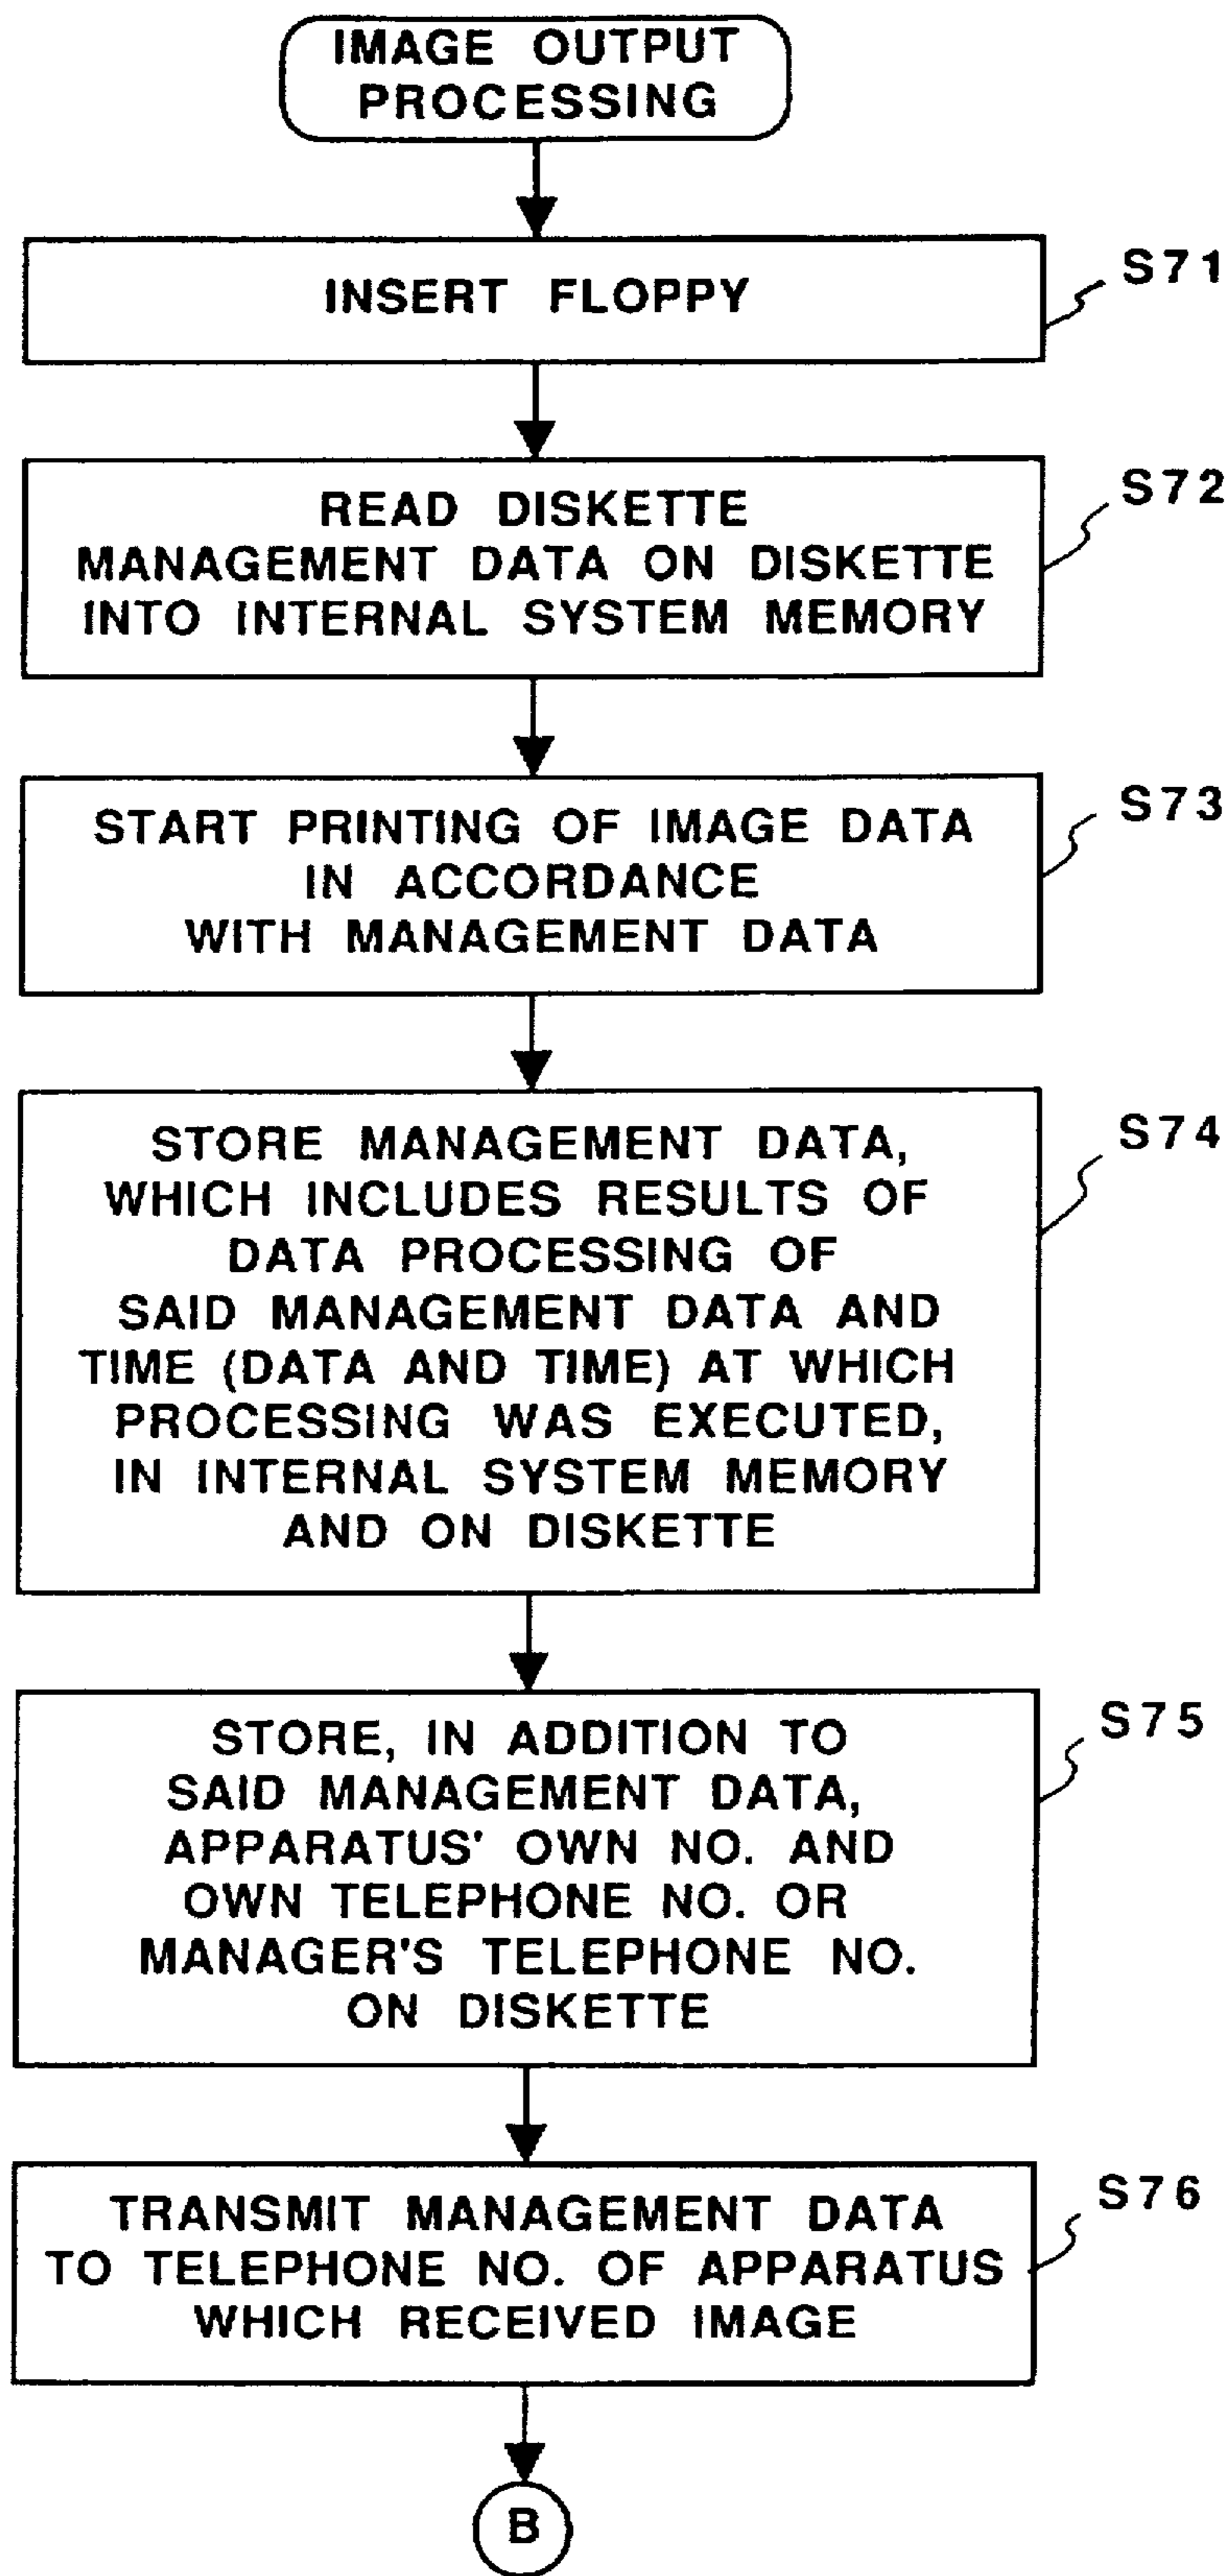 IMAGE OUTPUT
PROCESSING
INSERT FLOPPY
S71
READ DISKETTE
MANAGEMENT DATA ON DISKETTE
INTO INTERNAL SYSTEM MEMORY
S72
START PRINTING OF IMAGE DATA
IN ACCORDANCE
WITH MANAGEMENT DATA
S73
STORE MANAGEMENT DATA,
WHICH INCLUDES RESULTS OF
DATA PROCESSING OF
SAID MANAGEMENT DATA AND
TIME (DATA AND TIME) AT WHICH
PROCESSING WAS EXECUTED,
IN INTERNAL SYSTEM MEMORY
AND ON DISKETTE
S74
STORE, IN ADDITION TO
SAID MANAGEMENT DATA,
APPARATUS' OWN NO. AND
OWN TELEPHONE NO. OR
MANAGER'S TELEPHONE NO.
ON DISKETTE
S75
TRANSMIT MANAGEMENT DATA
TO TELEPHONE NO. OF APPARATUS
WHICH RECEIVED IMAGE
S76
B